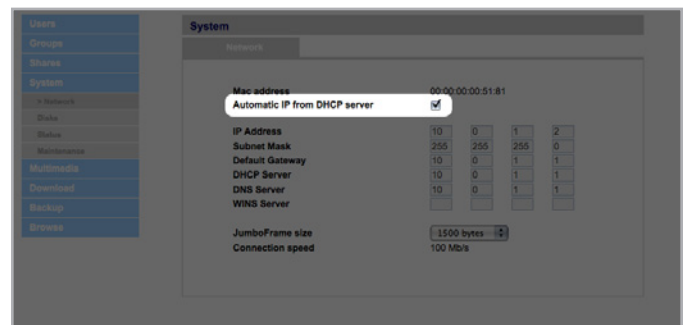 Users
Groups
Shares
System
» Network
Disks
Status
Maintenance
Multimedia
Download
Backup
Browse
System
Network
Mac address 00:00:00:00:51:81
Automatic IP from DHCP server
IP Address 10 0 1 2
Subnet Mask 255 255 255 0
Default Gateway 10 0 1 1
DHCP Server 10 0 1 1
DNS Server 10 0 1 1
WINS Server
JumboFrame size 1500 bytes
Connection speed 100 Mb/s